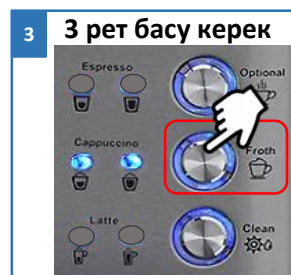 3
3 рет басу керек
Espresso
Optional
Cappuccino
Froth
Latte
Clean